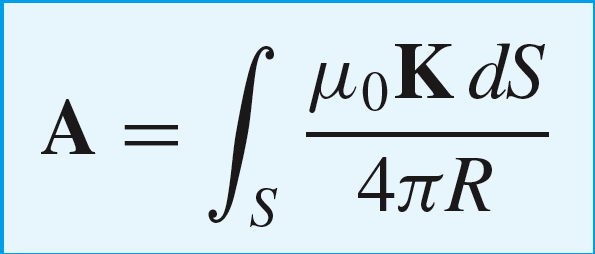 𝐀 = ∫_S μ₀𝐊 dS / 4πR